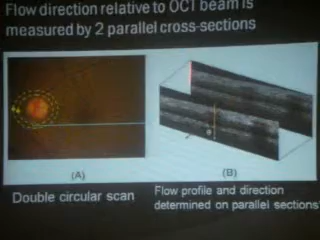 Flow direction relative to OCT beam is
measured by 2 parallel cross-sections
(A)
(B)
Double circular scan
Flow profile and direction
determined on parallel sections